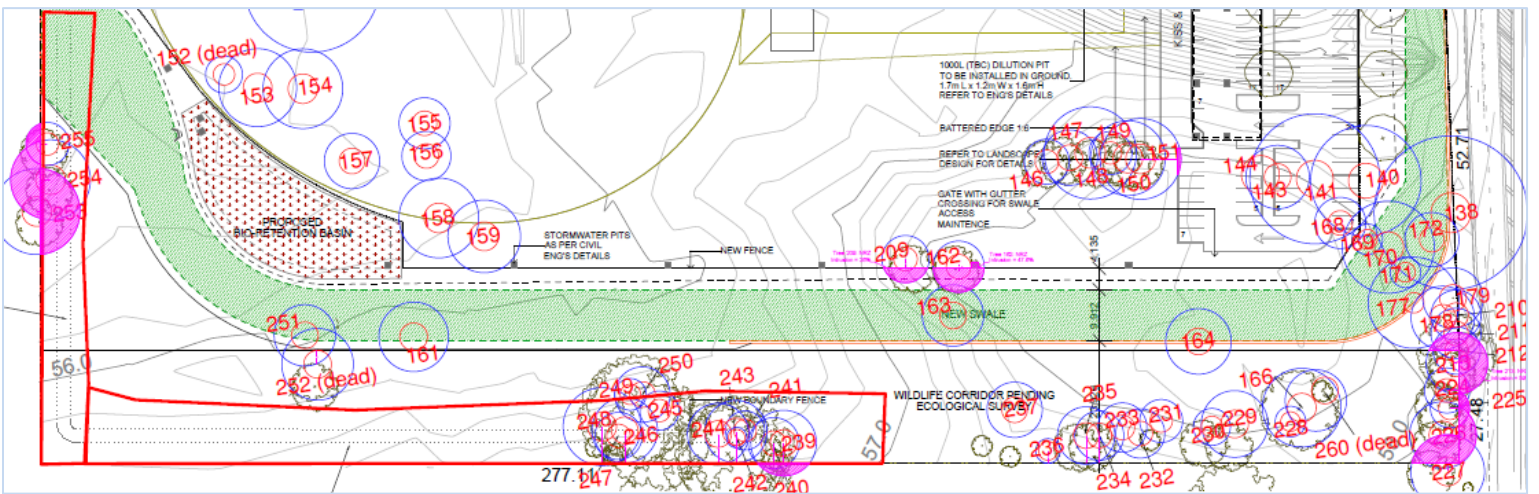 152 (dead)
153
154
155
156
157
158
159
255
254
253
PROPOSED
BIO-RETENTION BASIN
STORMWATER PITS
AS PER CIVIL
ENG'S DETAILS
NEW FENCE
1000L (TBC) DILUTION PIT
TO BE INSTALLED IN GROUND
1.7m L x 1.2m W x 1.6m H
REFER TO ENG'S DETAILS
BATTERED EDGE 1:6
REFER TO LANDSCAPE
DESIGN FOR DETAILS
GATE WITH GUTTER
CROSSING FOR SWALE
ACCESS
MAINTENCE
KISS &
147
149
151
146
148
150
144
143
141
140
138
168
169
170
171
172
177
178
179
52.71
209
162
163
NEW SWALE
4.135
9.912
164
251
161
252 (dead)
56.0
250
249
248
247
246
245
244
243
242
241
240
239
NEW BOUNDARY FENCE
277.11
57.0
WILDLIFE CORRIDOR PENDING
ECOLOGICAL SURVEY
235
233
231
236
234
232
229
228
166
260 (dead)
210
211
212
225
227
27.48